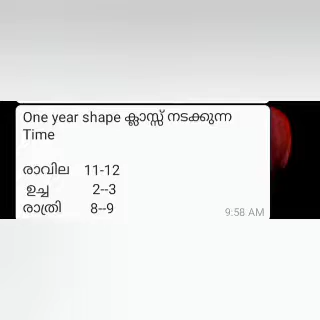 One year shape ക്ലാസ്സ് നടക്കുന്ന
Time
രാവില 11-12
ഉച്ച 2--3
രാത്രി 8--9
9:58 AM